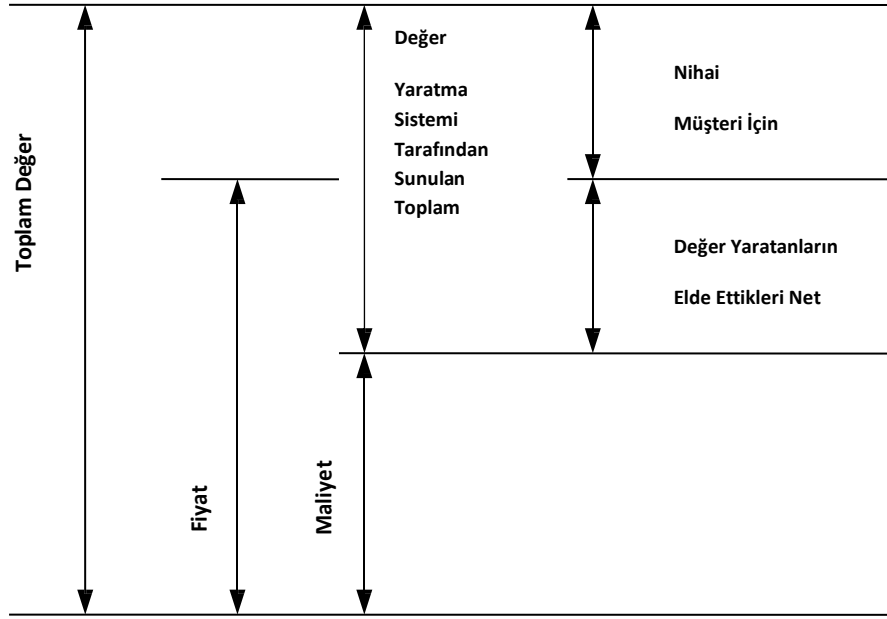 Toplam Değer
Fiyat
Maliyet
Değer
Yaratma
Sistemi
Tarafından
Sunulan
Toplam
Nihai
Müşteri İçin
Değer Yaratanların
Elde Ettikleri Net